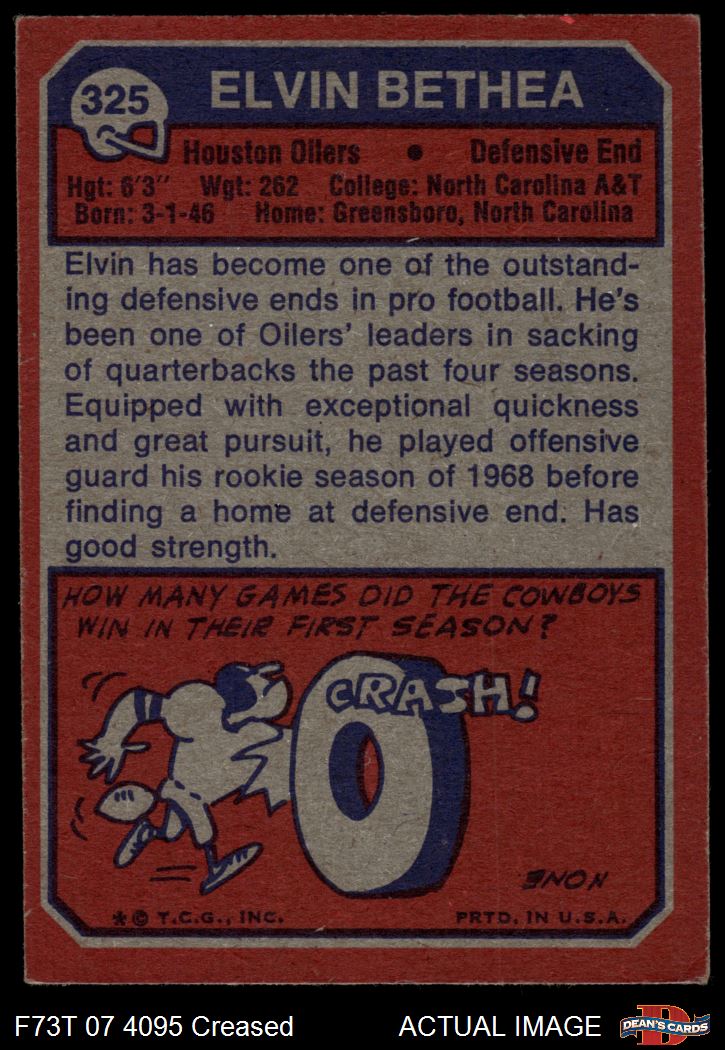 325 ELVIN BETHEA
Houston Oilers • Defensive End
Hgt: 6'3" Wgt: 262 College: North Carolina A&T
Born: 3-1-46 Home: Greensboro, North Carolina
Elvin has become one of the outstand-
ing defensive ends in pro football. He's
been one of Oilers' leaders in sacking
of quarterbacks the past four seasons.
Equipped with exceptional quickness
and great pursuit, he played offensive
guard his rookie season of 1968 before
finding a home at defensive end. Has
good strength.
HOW MANY GAMES DID THE COWBOYS
WIN IN THEIR FIRST SEASON?
CRASH!
0
NONE
* © T.C.G., INC. PRTD. IN U.S.A.
F73T 07 4095 Creased ACTUAL IMAGE
D
DEAN'S CARDS